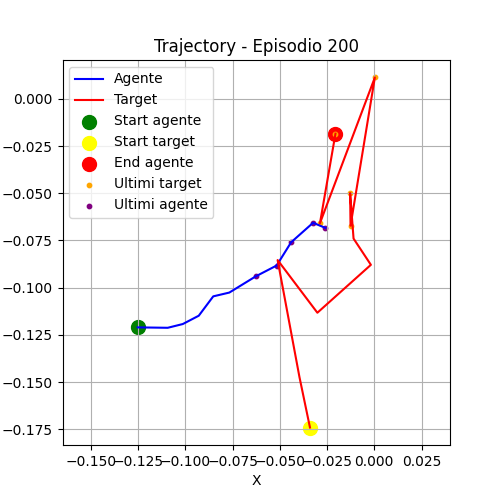 Trajectory - Episodio 200
Agente
Target
Start agente
Start target
End agente
Ultimi target
Ultimi agente
0.000
−0.025
−0.050
−0.075
−0.100
−0.125
−0.150
−0.175
−0.150 −0.125 −0.100 −0.075 −0.050 −0.025 0.000 0.025
X